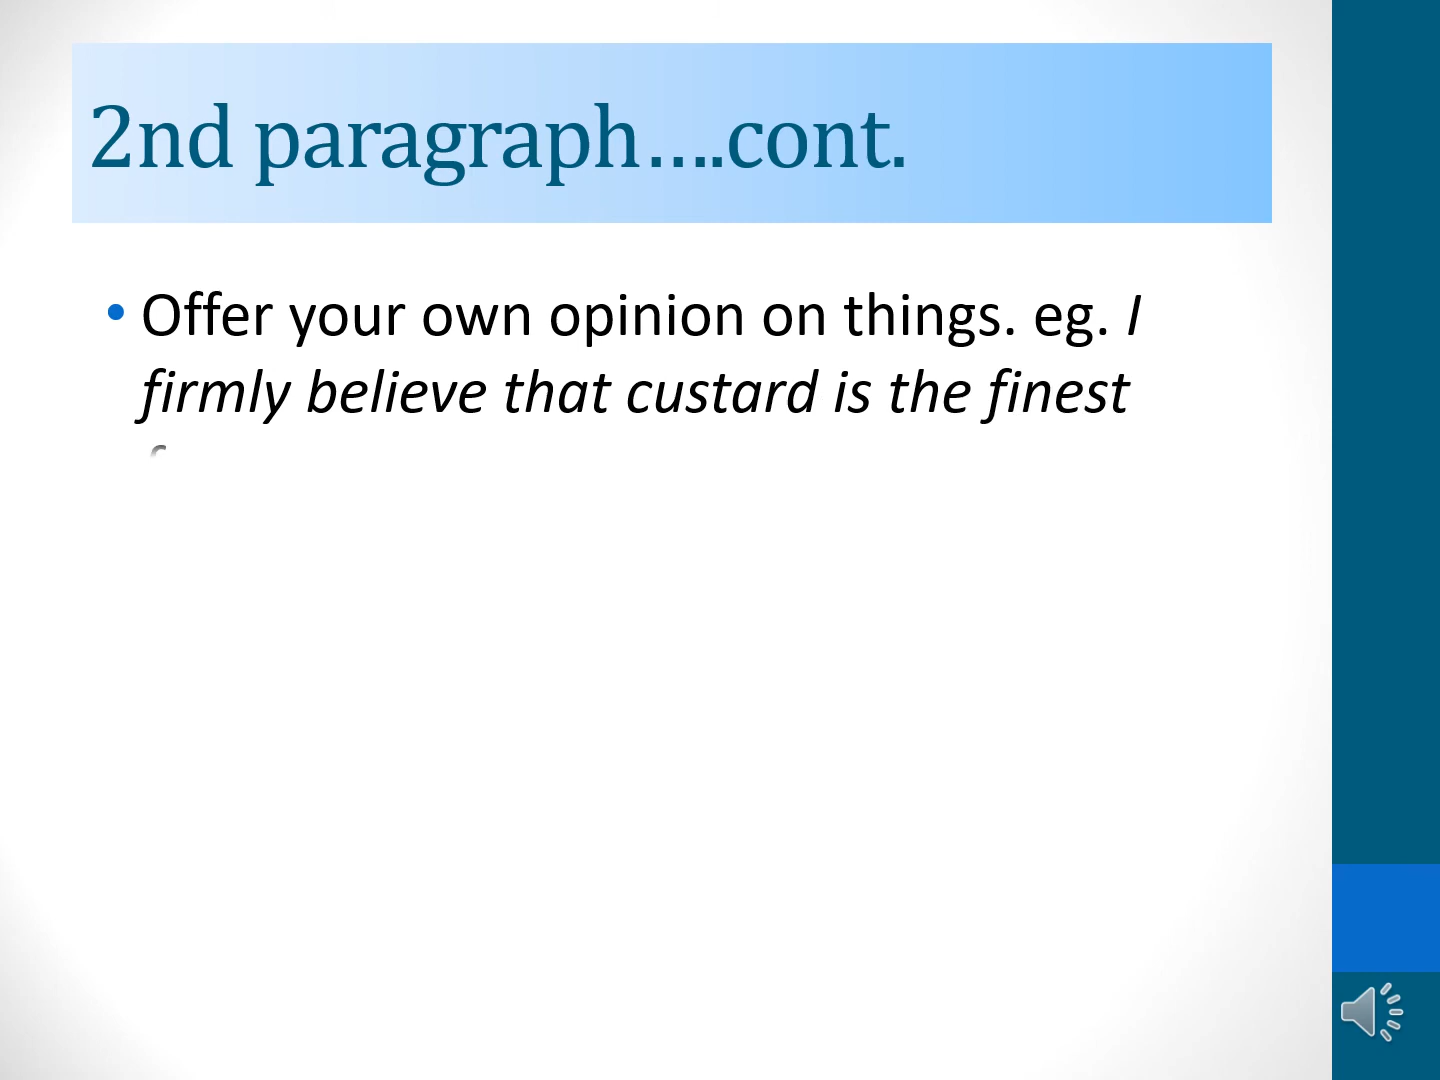 2nd paragraph….cont.
• Offer your own opinion on things. eg. I
firmly believe that custard is the finest